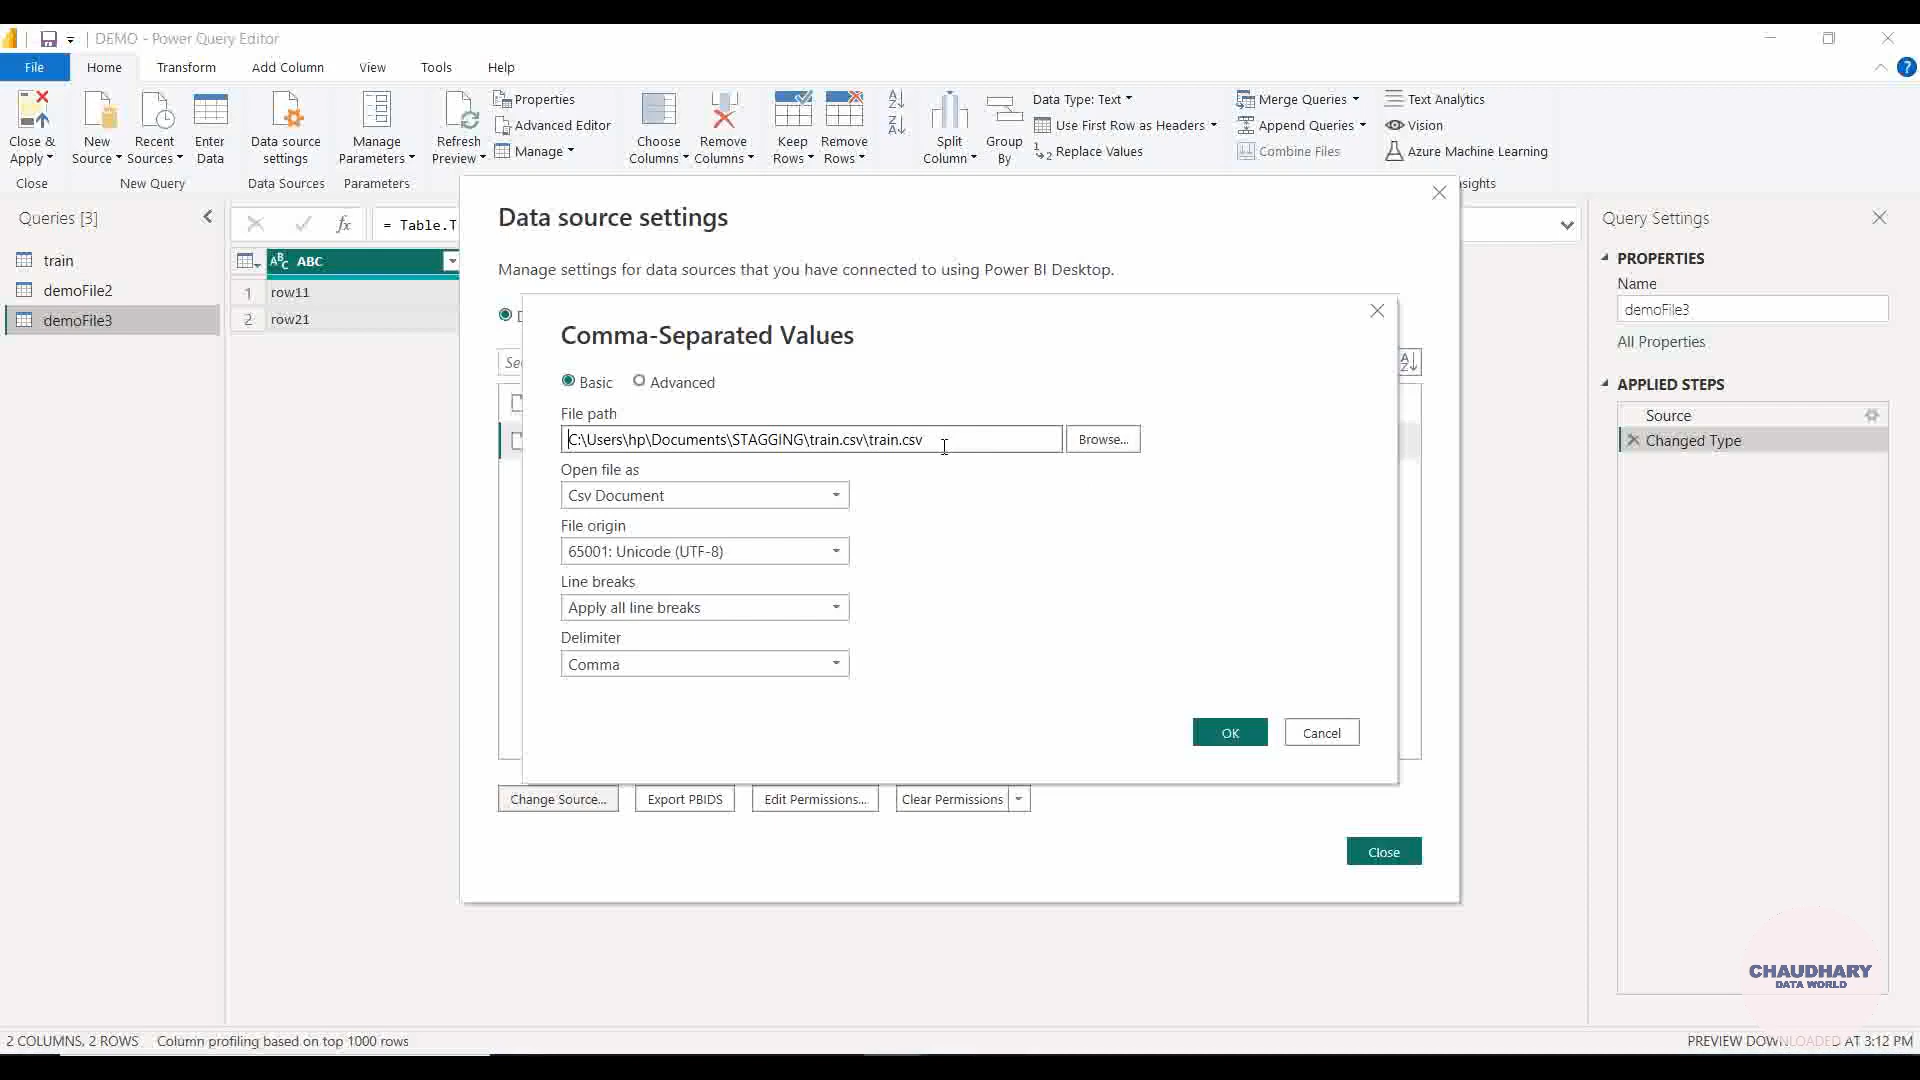 DEMO - Power Query Editor
File Home Transform Add Column View Tools Help
?
Close & Apply
New Source
Recent Sources
Enter Data
Data source settings
Manage Parameters
Refresh Preview
Properties
Advanced Editor
Manage
Choose Columns
Remove Columns
Keep Rows
Remove Rows
Split Column
Group By
Data Type: Text
Use First Row as Headers
Replace Values
Merge Queries
Append Queries
Combine Files
Text Analytics
Vision
Azure Machine Learning
Close
New Query
Data Sources
Parameters
sights
Queries [3]
train
demoFile2
demoFile3
fx
= Table.T
ABC ABC
1 row11
2 row21
Data source settings
Manage settings for data sources that you have connected to using Power BI Desktop.
Comma-Separated Values
Basic Advanced
File path
C:\Users\hp\Documents\STAGGING\train.csv\train.csv
Browse...
Open file as
Csv Document
File origin
65001: Unicode (UTF-8)
Line breaks
Apply all line breaks
Delimiter
Comma
OK Cancel
Change Source... Export PBIDS Edit Permissions... Clear Permissions
Close
Query Settings
PROPERTIES
Name
demoFile3
All Properties
APPLIED STEPS
Source
Changed Type
CHAUDHARY
DATA WORLD
2 COLUMNS, 2 ROWS Column profiling based on top 1000 rows
PREVIEW DOWNLOADED AT 3:12 PM